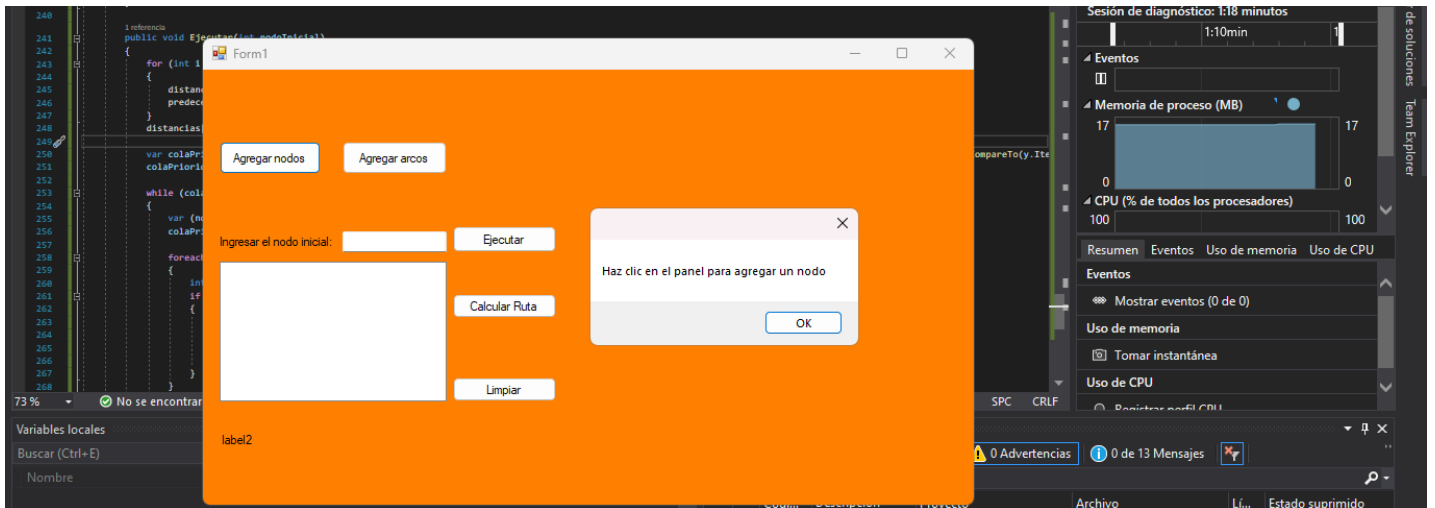 240
1 referencia
241 public void Ejecutar(int nodoInicial)
242 {
243 for (int i
244 {
245 distanc
246 predece
247 }
248 distancias[
249
250 var colaPri ompareTo(y.Ite
251 colaPriorid
252
253 while (cola
254 {
255 var (no
256 colaPri
257
258 foreach
259 {
260 int
261 if
262 {
263
264
265
266
267 }
268 }
73 % No se encontrar SPC CRLF
Form1
Agregar nodos Agregar arcos
Ingresar el nodo inicial: Ejecutar
Calcular Ruta
Limpiar
label2
Haz clic en el panel para agregar un nodo
OK
Sesión de diagnóstico: 1:18 minutos
1:10min 1
Eventos
Memoria de proceso (MB)
17 17
0 0
CPU (% de todos los procesadores)
100 100
Resumen Eventos Uso de memoria Uso de CPU
Eventos
Mostrar eventos (0 de 0)
Uso de memoria
Tomar instantánea
Uso de CPU
Registrar perfil CPU
de soluciones
Team Explorer
Variables locales
Buscar (Ctrl+E)
Nombre
0 Advertencias 0 de 13 Mensajes
Descripción Proyecto Archivo Lí... Estado suprimido